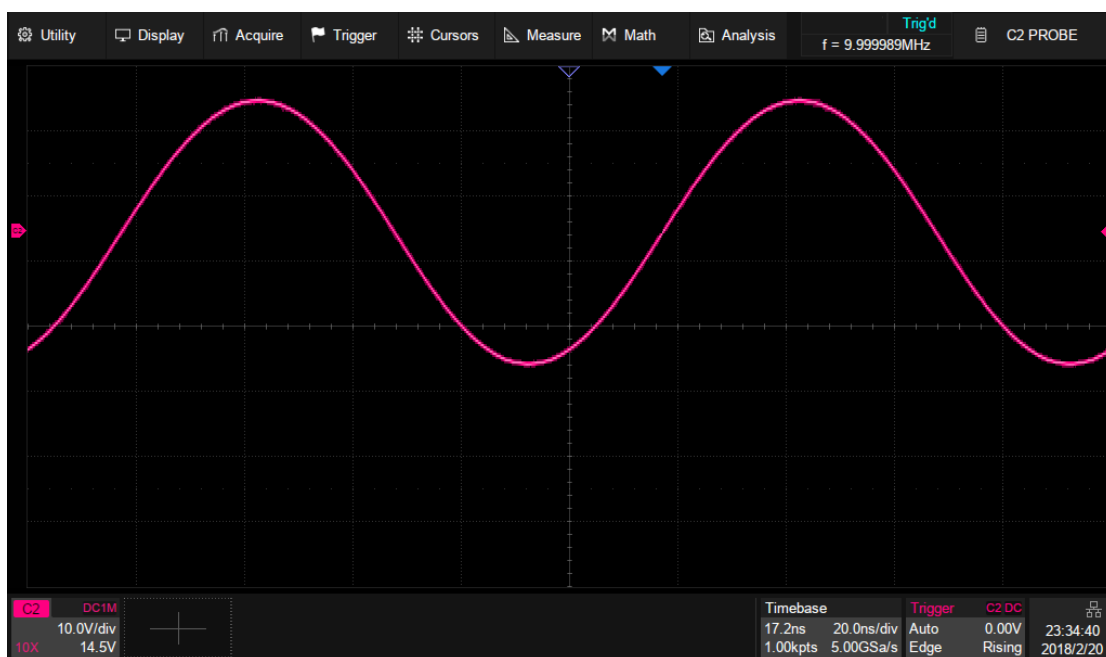 Utility Display Acquire Trigger Cursors Measure Math Analysis Trig'd f = 9.999989MHz C2 PROBE
C2
C2 DC1M
10.0V/div
10X 14.5V
Timebase
17.2ns 20.0ns/div
1.00kpts 5.00GSa/s
Trigger C2 DC
Auto 0.00V
Edge Rising
23:34:40
2018/2/20